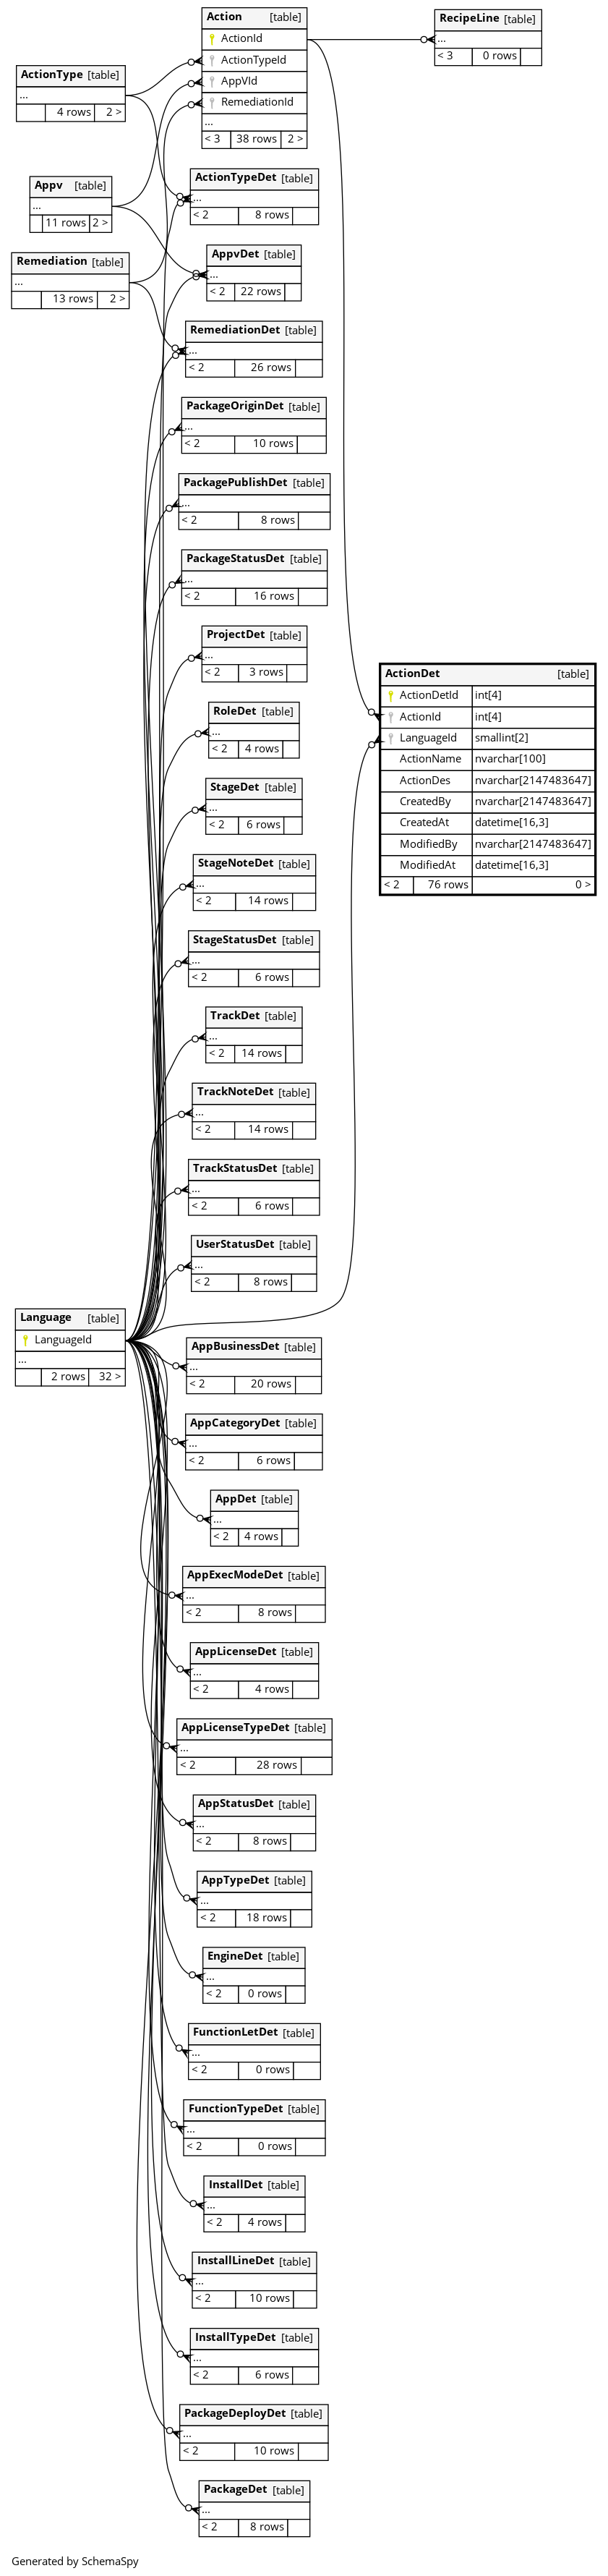 Action [table]
ActionId
ActionTypeId
AppVId
RemediationId
...
< 3 38 rows 2 >
RecipeLine [table]
...
< 3 0 rows
ActionType [table]
...
4 rows 2 >
ActionTypeDet [table]
...
< 2 8 rows
Appv [table]
...
11 rows 2 >
AppvDet [table]
...
< 2 22 rows
Remediation [table]
...
13 rows 2 >
RemediationDet [table]
...
< 2 26 rows
PackageOriginDet [table]
...
< 2 10 rows
PackagePublishDet [table]
...
< 2 8 rows
PackageStatusDet [table]
...
< 2 16 rows
ProjectDet [table]
...
< 2 3 rows
ActionDet [table]
ActionDetId int[4]
ActionId int[4]
LanguageId smallint[2]
ActionName nvarchar[100]
ActionDes nvarchar[2147483647]
CreatedBy nvarchar[2147483647]
CreatedAt datetime[16,3]
ModifiedBy nvarchar[2147483647]
ModifiedAt datetime[16,3]
< 2 76 rows 0 >
RoleDet [table]
...
< 2 4 rows
StageDet [table]
...
< 2 6 rows
StageNoteDet [table]
...
< 2 14 rows
StageStatusDet [table]
...
< 2 6 rows
TrackDet [table]
...
< 2 14 rows
TrackNoteDet [table]
...
< 2 14 rows
TrackStatusDet [table]
...
< 2 6 rows
UserStatusDet [table]
...
< 2 8 rows
Language [table]
LanguageId
...
2 rows 32 >
AppBusinessDet [table]
...
< 2 20 rows
AppCategoryDet [table]
...
< 2 6 rows
AppDet [table]
...
< 2 4 rows
AppExecModeDet [table]
...
< 2 8 rows
AppLicenseDet [table]
...
< 2 4 rows
AppLicenseTypeDet [table]
...
< 2 28 rows
AppStatusDet [table]
...
< 2 8 rows
AppTypeDet [table]
...
< 2 18 rows
EngineDet [table]
...
< 2 0 rows
FunctionLetDet [table]
...
< 2 0 rows
FunctionTypeDet [table]
...
< 2 0 rows
InstallDet [table]
...
< 2 4 rows
InstallLineDet [table]
...
< 2 10 rows
InstallTypeDet [table]
...
< 2 6 rows
PackageDeployDet [table]
...
< 2 10 rows
PackageDet [table]
...
< 2 8 rows
Generated by SchemaSpy